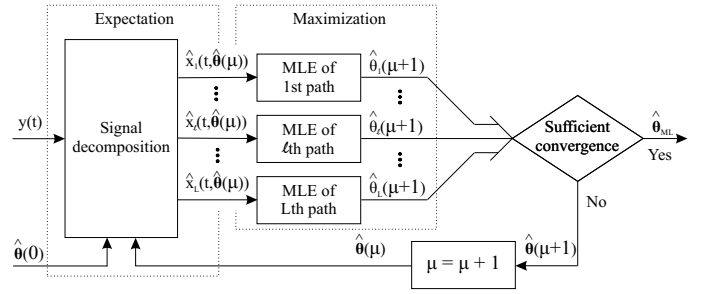 Expectation
Maximization
y(t)
Signal
decomposition
x̂₁(t,θ̂(μ))
x̂ℓ(t,θ̂(μ))
x̂L(t,θ̂(μ))
MLE of
1st path
MLE of
ℓth path
MLE of
Lth path
θ̂₁(μ+1)
θ̂ℓ(μ+1)
θ̂L(μ+1)
Sufficient
convergence
θ̂ML
Yes
No
θ̂(0)
θ̂(μ)
μ = μ + 1
θ̂(μ+1)